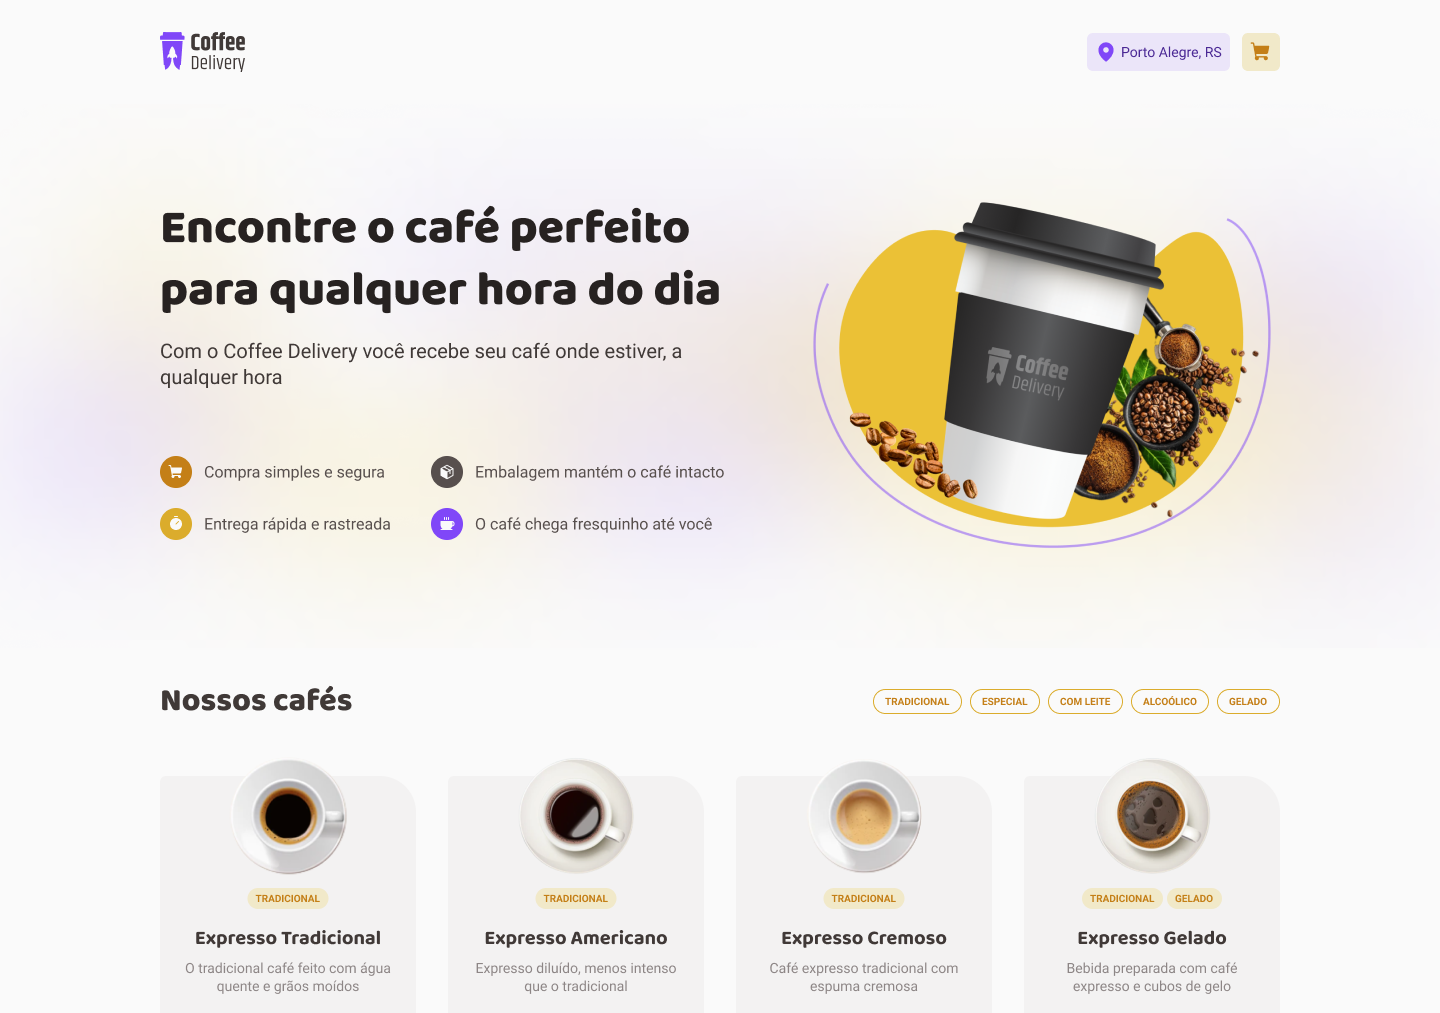 Coffee
Delivery
Porto Alegre, RS
Encontre o café perfeito
para qualquer hora do dia
Com o Coffee Delivery você recebe seu café onde estiver, a
qualquer hora
Coffee
Delivery
Compra simples e segura
Embalagem mantém o café intacto
Entrega rápida e rastreada
O café chega fresquinho até você
Nossos cafés
TRADICIONAL
ESPECIAL
COM LEITE
ALCOÓLICO
GELADO
TRADICIONAL
Expresso Tradicional
O tradicional café feito com água
quente e grãos moídos
TRADICIONAL
Expresso Americano
Expresso diluído, menos intenso
que o tradicional
TRADICIONAL
Expresso Cremoso
Café expresso tradicional com
espuma cremosa
TRADICIONAL
GELADO
Expresso Gelado
Bebida preparada com café
expresso e cubos de gelo